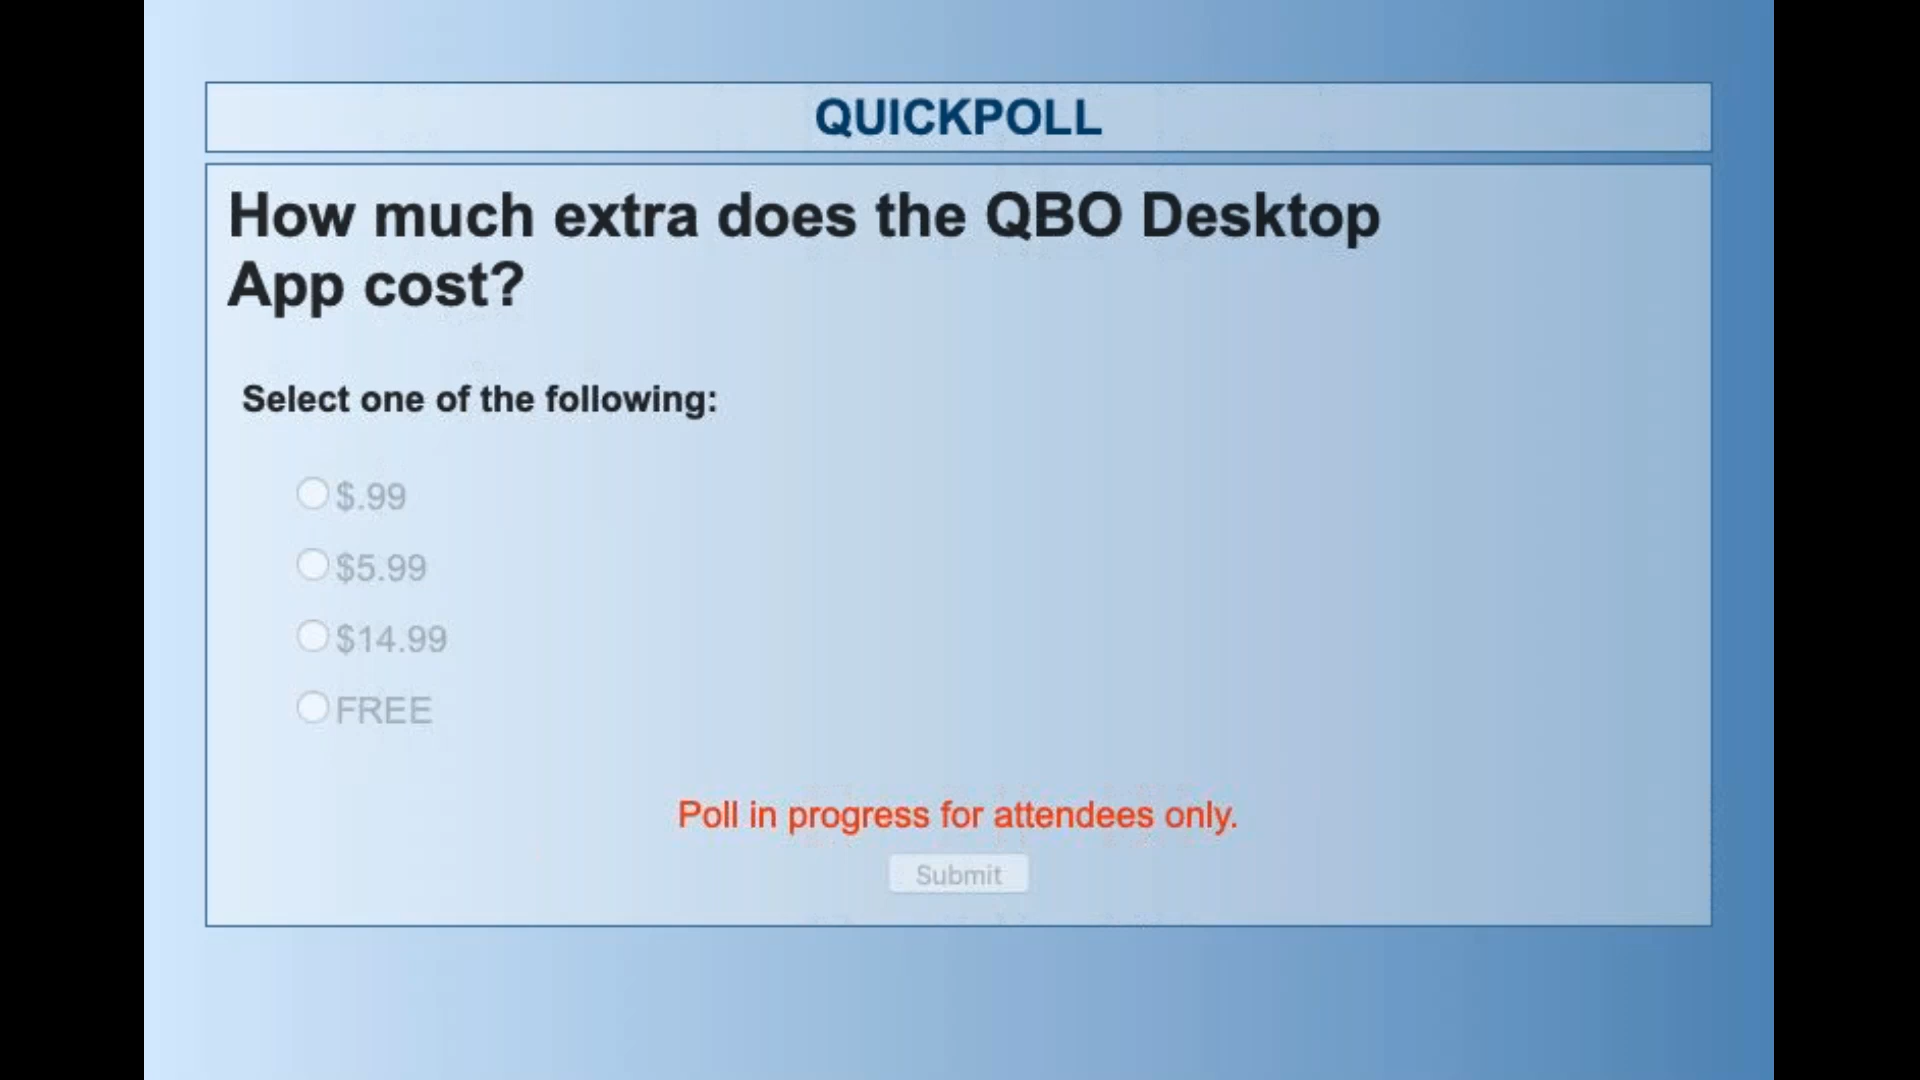 QUICKPOLL
How much extra does the QBO Desktop
App cost?
Select one of the following:
$.99
$5.99
$14.99
FREE
Poll in progress for attendees only.
Submit